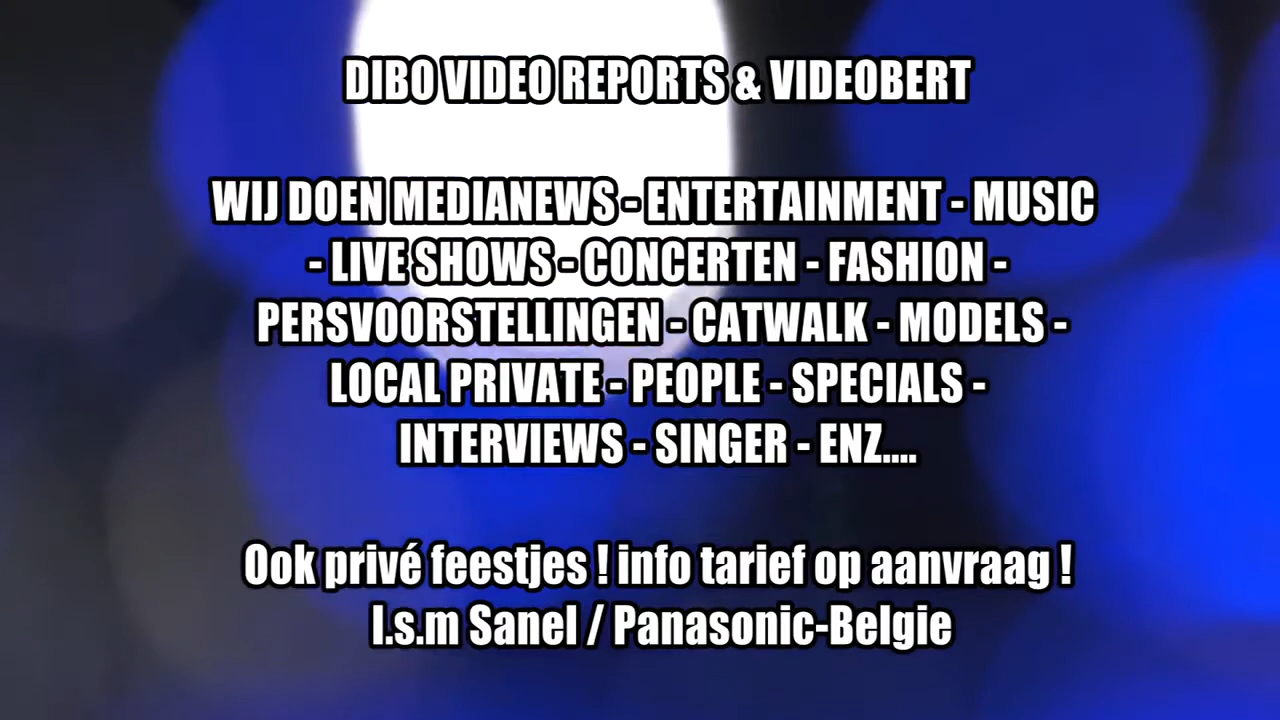 DIBO VIDEO REPORTS & VIDEOBERT
WIJ DOEN MEDIANEWS - ENTERTAINMENT - MUSIC
- LIVE SHOWS - CONCERTEN - FASHION -
PERSVOORSTELLINGEN - CATWALK - MODELS -
LOCAL PRIVATE - PEOPLE - SPECIALS -
INTERVIEWS - SINGER - ENZ....
Ook privé feestjes ! info tarief op aanvraag !
I.s.m Sanel / Panasonic-Belgie